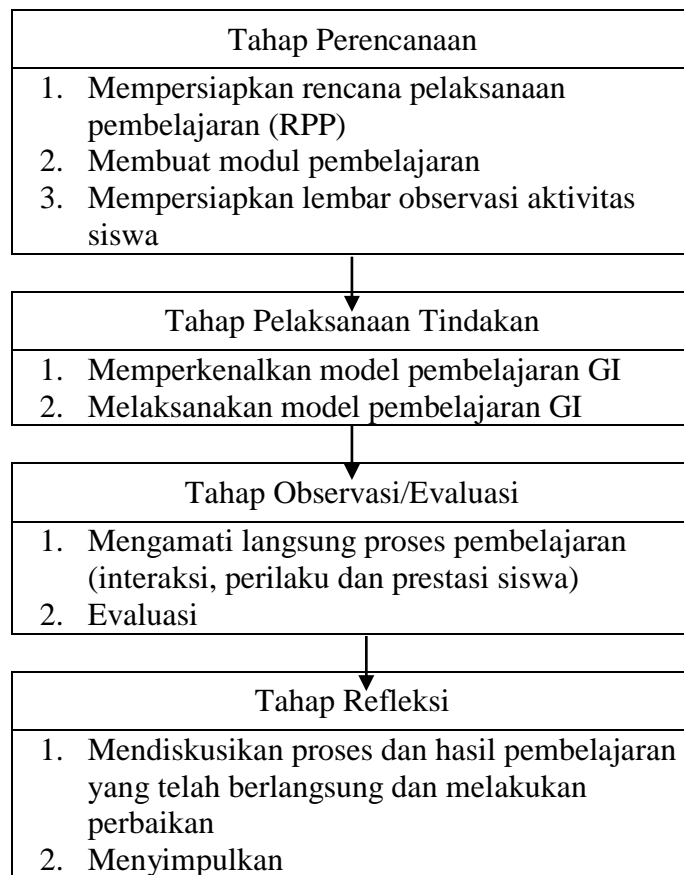 Tahap Perencanaan
1. Mempersiapkan rencana pelaksanaan
pembelajaran (RPP)
2. Membuat modul pembelajaran
3. Mempersiapkan lembar observasi aktivitas
siswa
Tahap Pelaksanaan Tindakan
1. Memperkenalkan model pembelajaran GI
2. Melaksanakan model pembelajaran GI
Tahap Observasi/Evaluasi
1. Mengamati langsung proses pembelajaran
(interaksi, perilaku dan prestasi siswa)
2. Evaluasi
Tahap Refleksi
1. Mendiskusikan proses dan hasil pembelajaran
yang telah berlangsung dan melakukan
perbaikan
2. Menyimpulkan